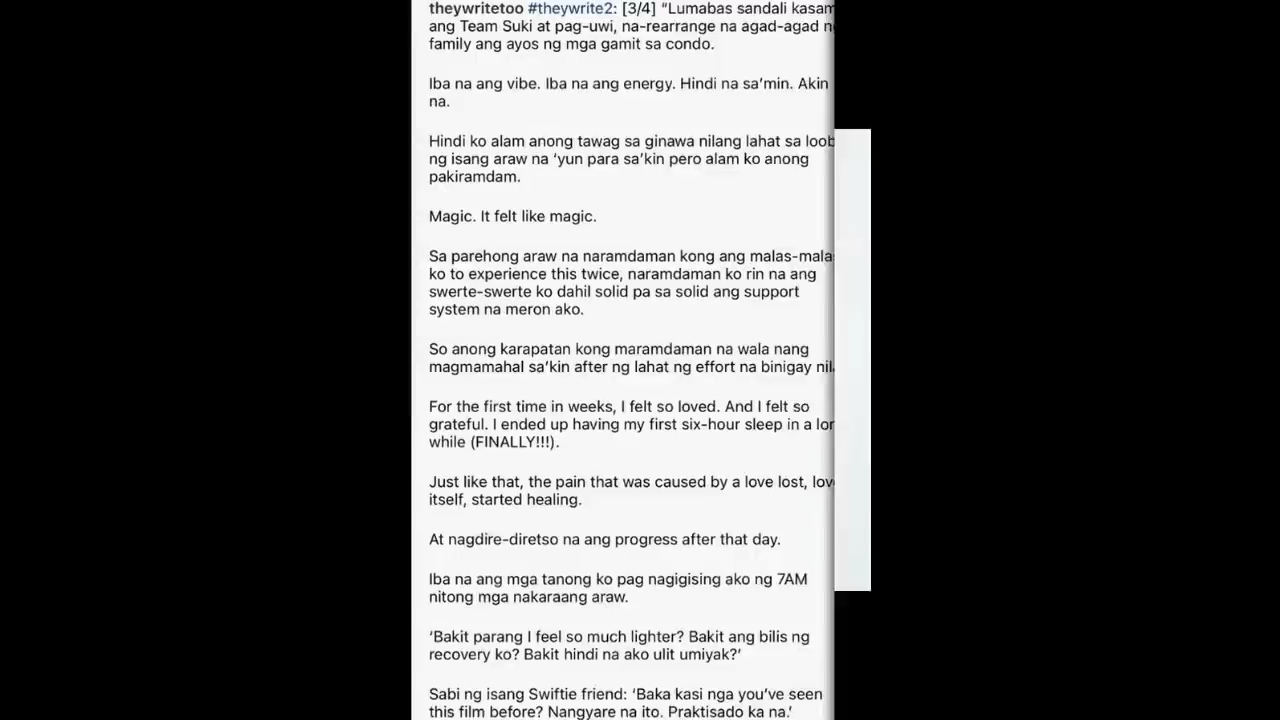 theywritetoo #theywrite2: [3/4] “Lumabas sandali kasam
ang Team Suki at pag-uwi, na-rearrange na agad-agad n
family ang ayos ng mga gamit sa condo.
Iba na ang vibe. Iba na ang energy. Hindi na sa’min. Akin
na.
Hindi ko alam anong tawag sa ginawa nilang lahat sa loob
ng isang araw na ‘yun para sa’kin pero alam ko anong
pakiramdam.
Magic. It felt like magic.
Sa parehong araw na naramdaman kong ang malas-mala
ko to experience this twice, naramdaman ko rin na ang
swerte-swerte ko dahil solid pa sa solid ang support
system na meron ako.
So anong karapatan kong maramdaman na wala nang
magmamahal sa’kin after ng lahat ng effort na binigay nil
For the first time in weeks, I felt so loved. And I felt so
grateful. I ended up having my first six-hour sleep in a lon
while (FINALLY!!!).
Just like that, the pain that was caused by a love lost, lov
itself, started healing.
At nagdire-diretso na ang progress after that day.
Iba na ang mga tanong ko pag nagigising ako ng 7AM
nitong mga nakaraang araw.
‘Bakit parang I feel so much lighter? Bakit ang bilis ng
recovery ko? Bakit hindi na ako ulit umiyak?’
Sabi ng isang Swiftie friend: ‘Baka kasi nga you’ve seen
this film before? Nangyare na ito. Praktisado ka na.’